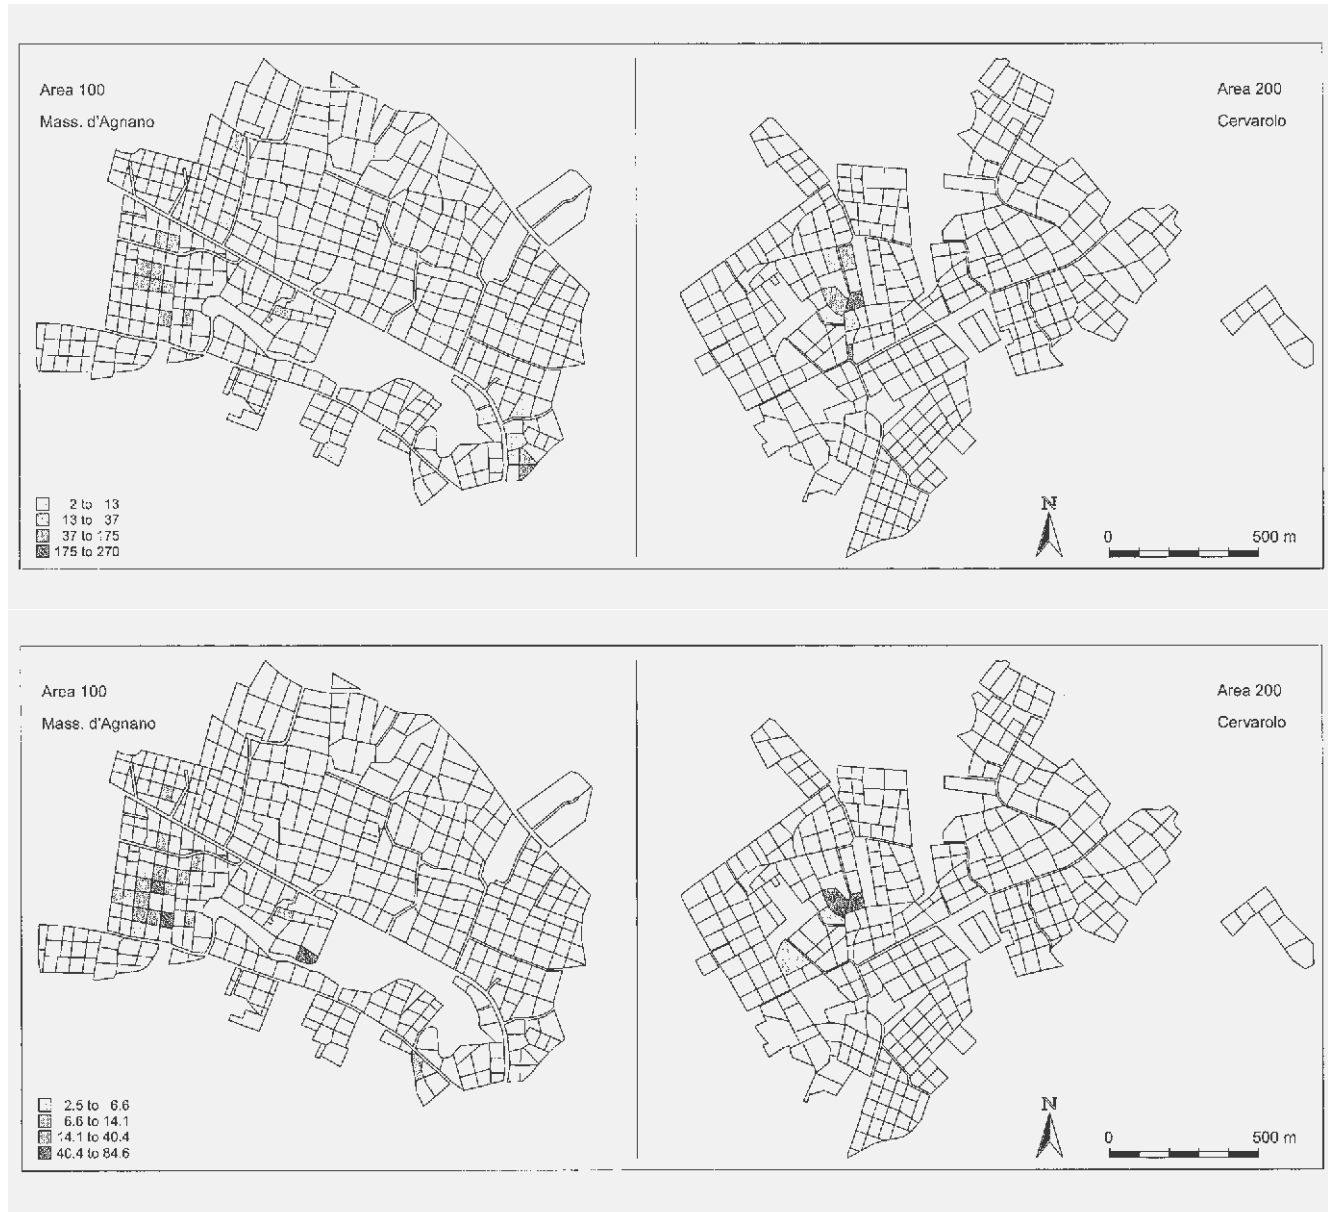 Area 100
Mass. d'Agnano
Area 200
Cervarolo
2 to 13
13 to 37
37 to 175
175 to 270
N
0 500 m
Area 100
Mass. d'Agnano
Area 200
Cervarolo
2.5 to 6.6
6.6 to 14.1
14.1 to 40.4
40.4 to 84.6
N
0 500 m